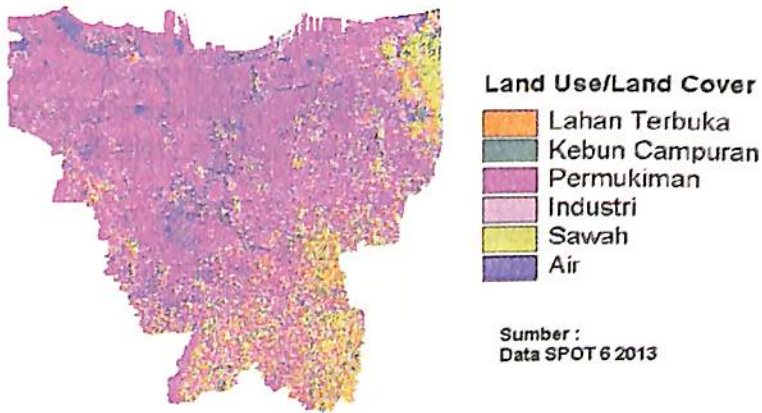 Land Use/Land Cover
Lahan Terbuka
Kebun Campuran
Permukiman
Industri
Sawah
Air
Sumber :
Data SPOT 6 2013